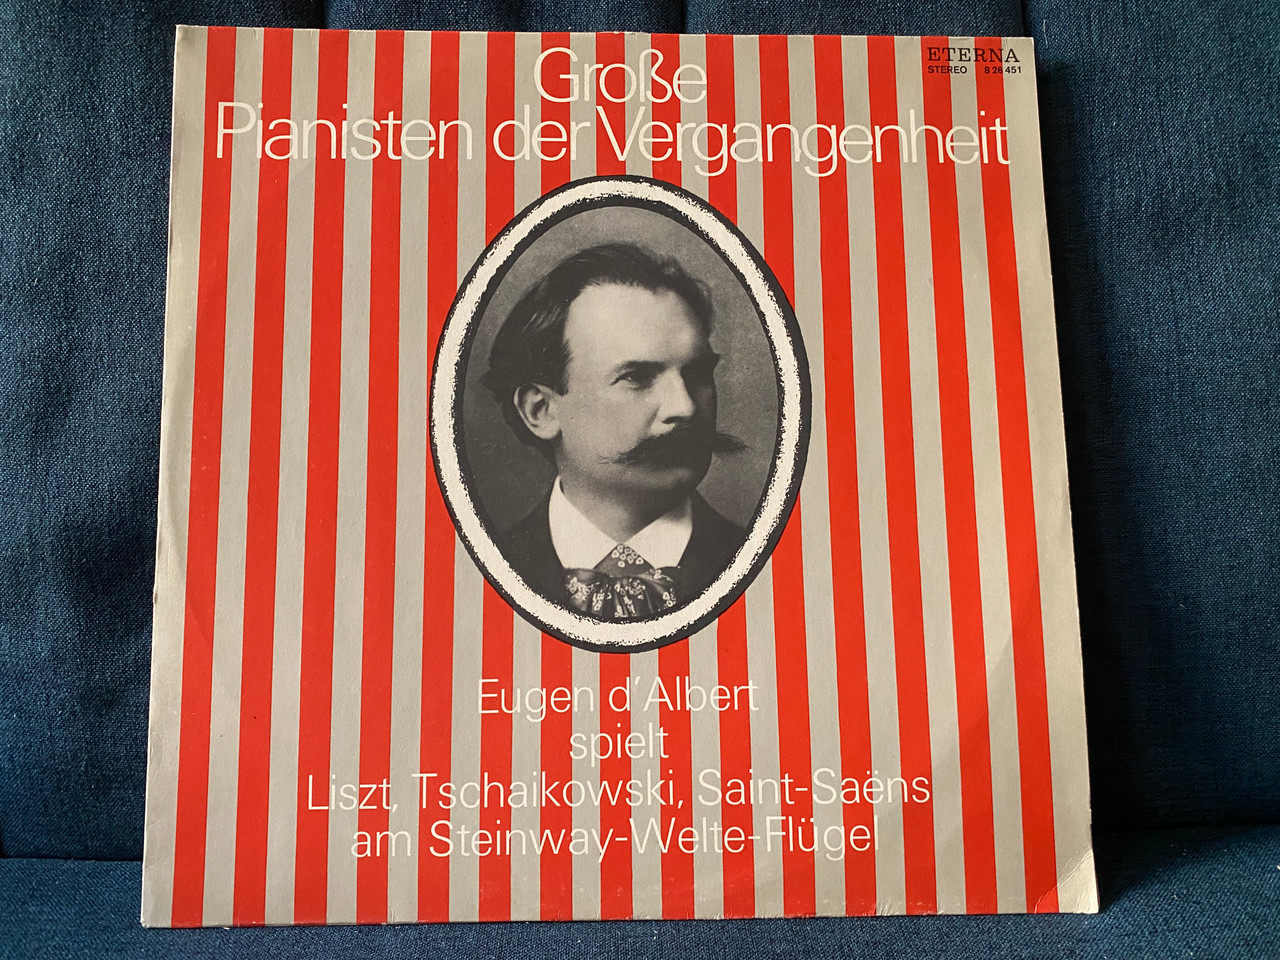 ETERNA
STEREO 8 26 451
Große
Pianisten der Vergangenheit
Eugen d'Albert
spielt
Liszt, Tschaikowski, Saint-Saëns
am Steinway-Welte-Flügel